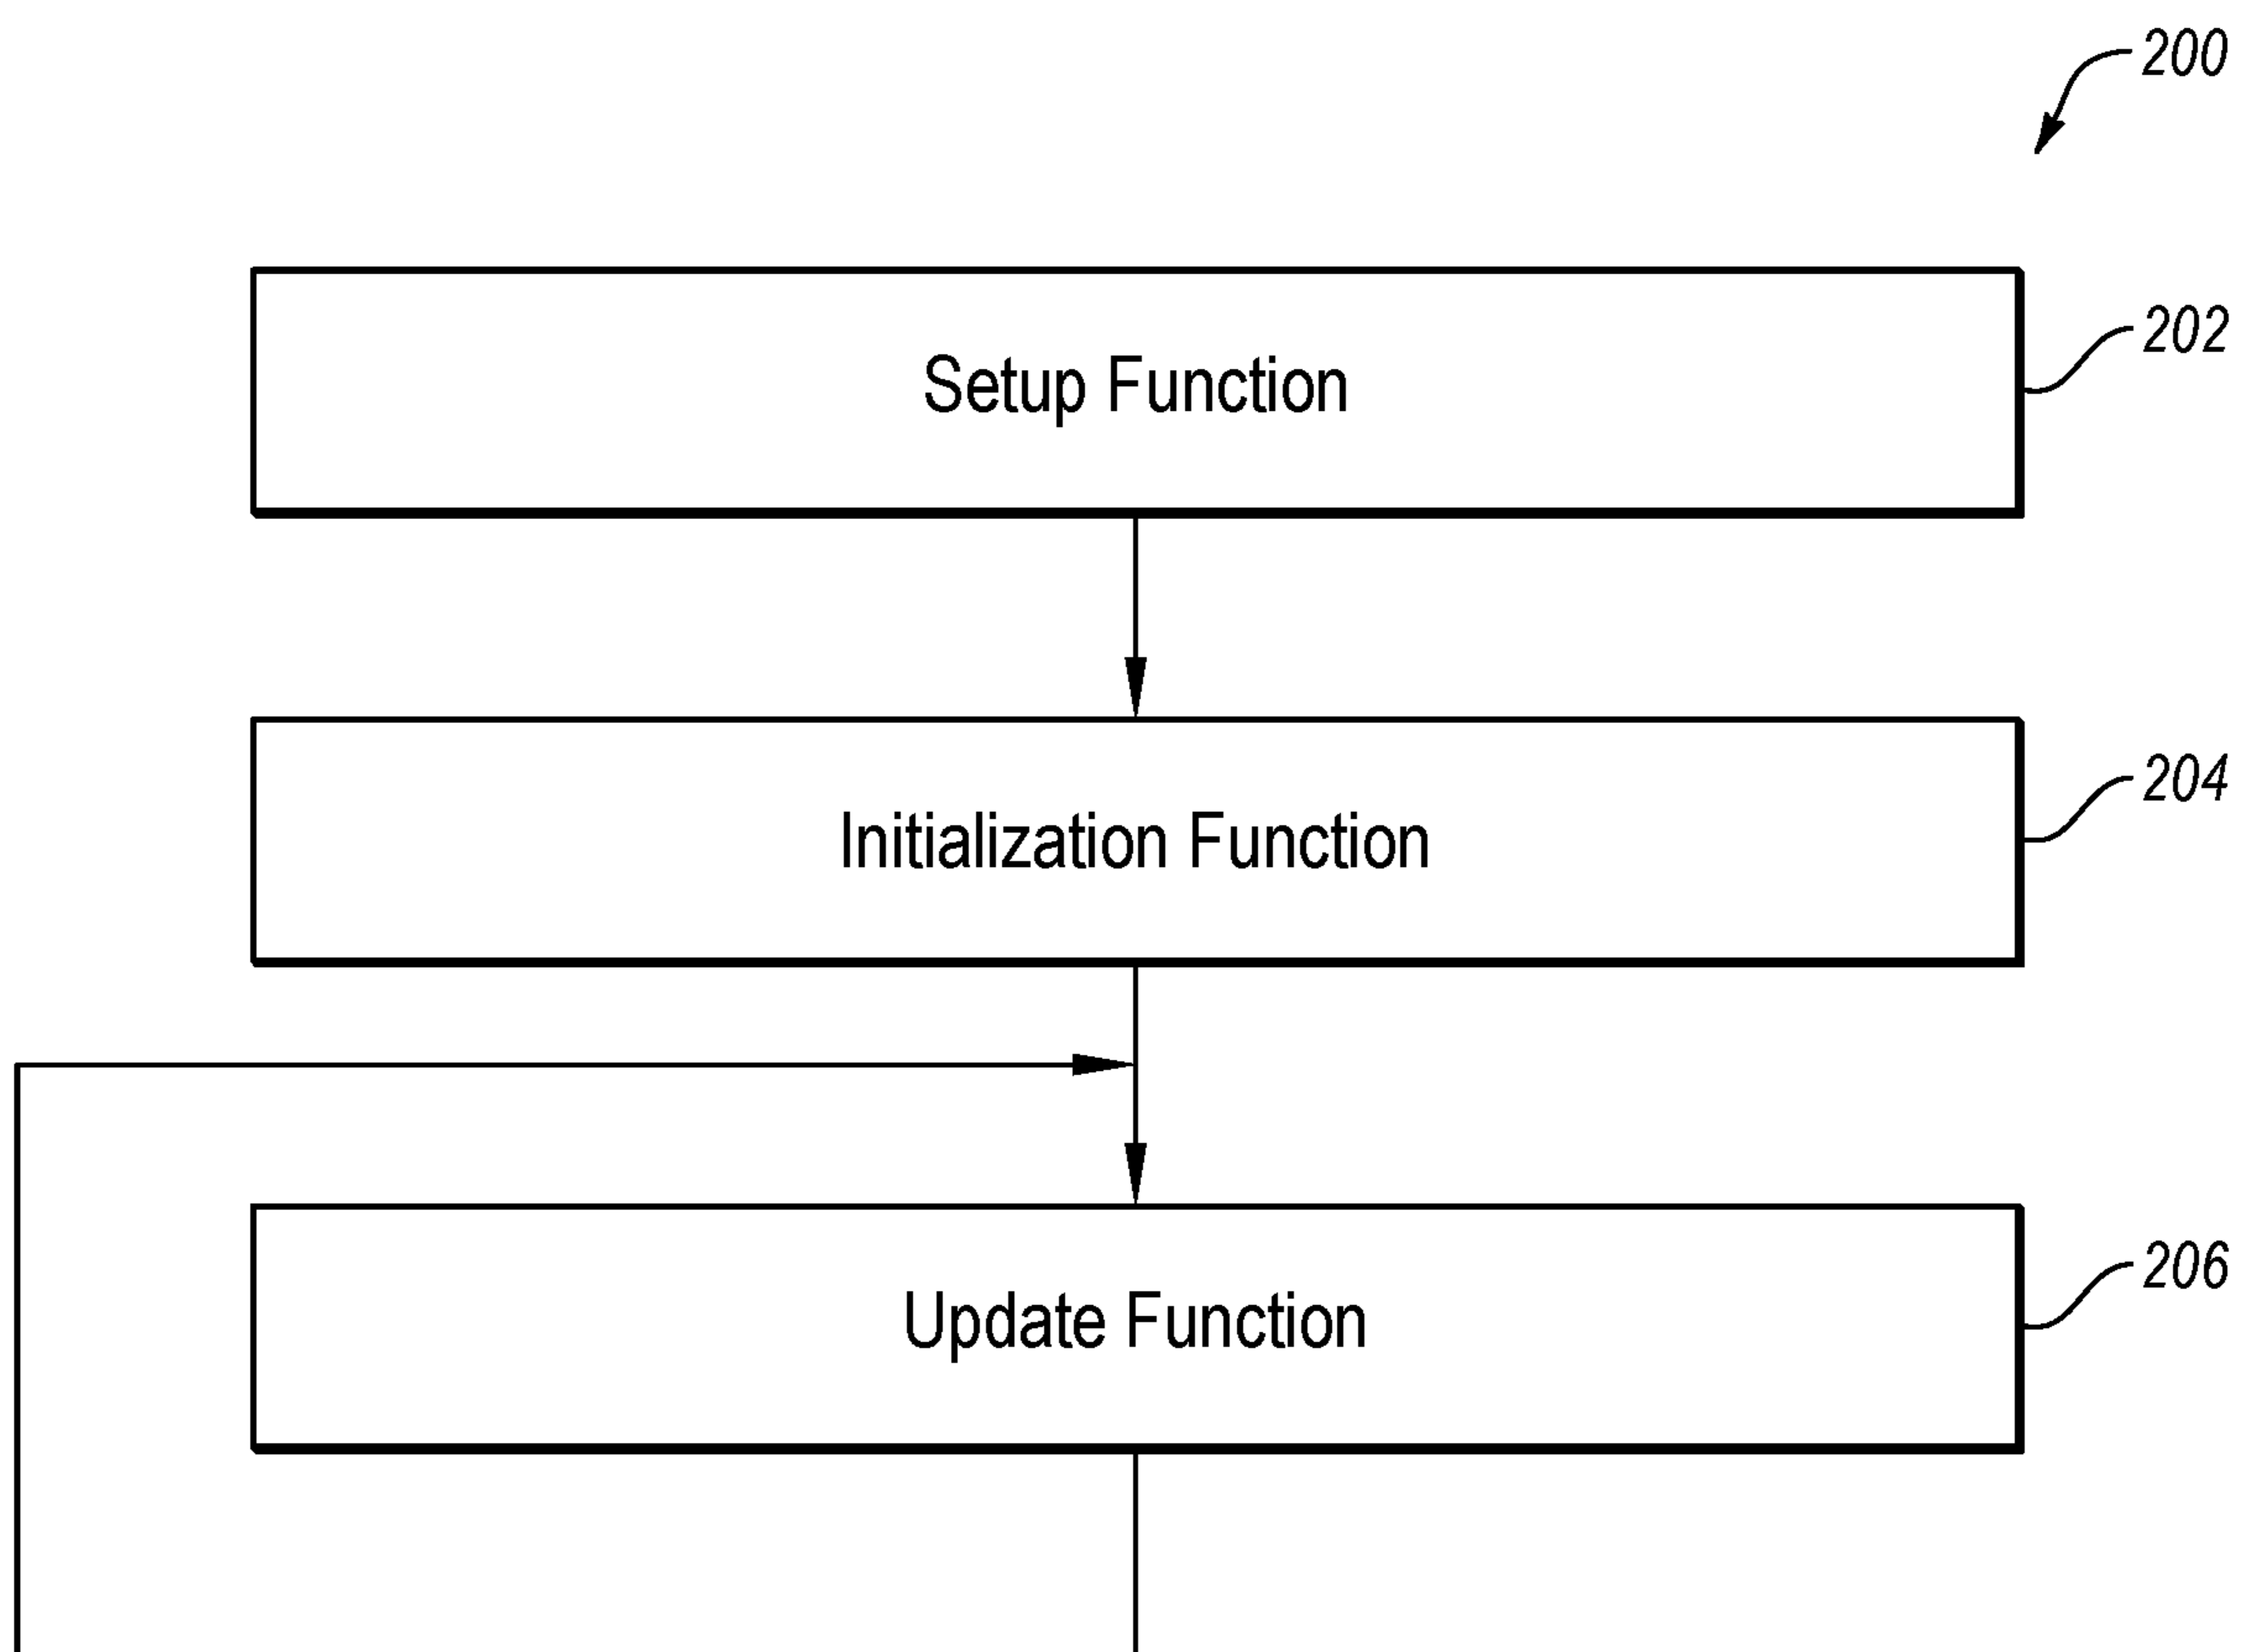 200
Setup Function
202
Initialization Function
204
Update Function
206